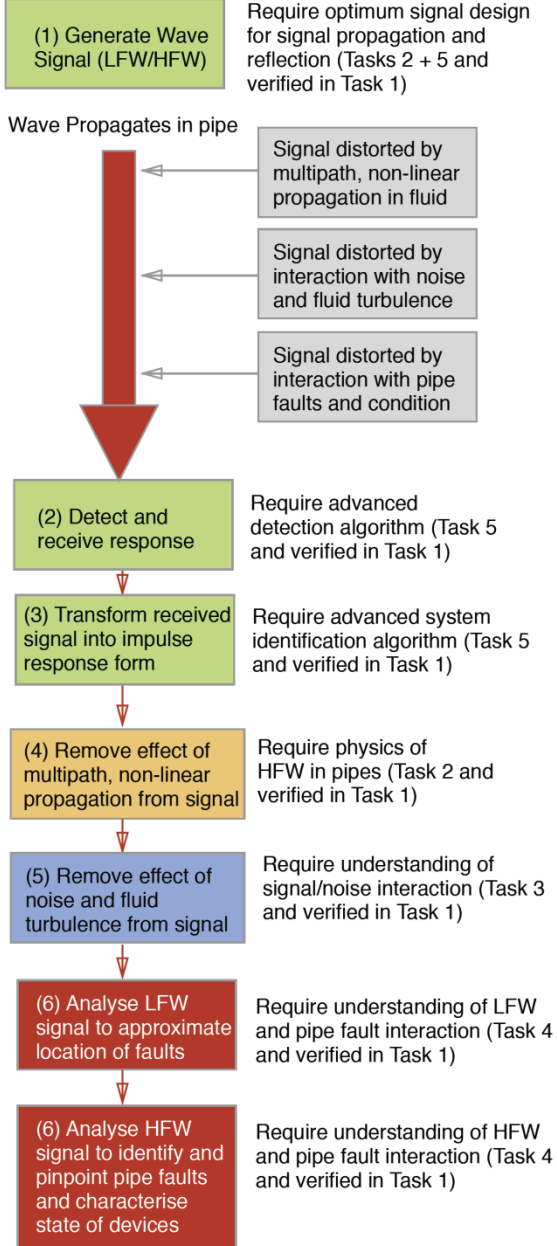 (1) Generate Wave
Signal (LFW/HFW)
Require optimum signal design
for signal propagation and
reflection (Tasks 2 + 5 and
verified in Task 1)
Wave Propagates in pipe
Signal distorted by
multipath, non-linear
propagation in fluid
Signal distorted by
interaction with noise
and fluid turbulence
Signal distorted by
interaction with pipe
faults and condition
(2) Detect and
receive response
Require advanced
detection algorithm (Task 5
and verified in Task 1)
(3) Transform received
signal into impulse
response form
Require advanced system
identification algorithm (Task 5
and verified in Task 1)
(4) Remove effect of
multipath, non-linear
propagation from signal
Require physics of
HFW in pipes (Task 2 and
verified in Task 1)
(5) Remove effect of
noise and fluid
turbulence from signal
Require understanding of
signal/noise interaction (Task 3
and verified in Task 1)
(6) Analyse LFW
signal to approximate
location of faults
Require understanding of LFW
and pipe fault interaction (Task 4
and verified in Task 1)
(6) Analyse HFW
signal to identify and
pinpoint pipe faults
and characterise
state of devices
Require understanding of HFW
and pipe fault interaction (Task 4
and verified in Task 1)